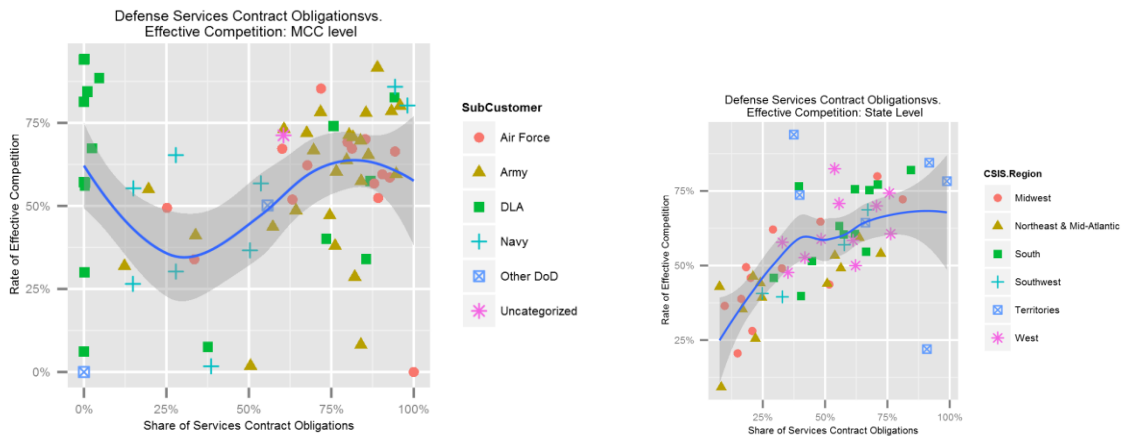 Defense Services Contract Obligationsvs.
Effective Competition: MCC level
Rate of Effective Competition
75%
50%
25%
0%
0%
25%
50%
75%
100%
Share of Services Contract Obligations
SubCustomer
Air Force
Army
DLA
Navy
Other DoD
Uncategorized
Defense Services Contract Obligationsvs.
Effective Competition: State Level
Rate of Effective Competition
75%
50%
25%
25%
50%
75%
100%
Share of Services Contract Obligations
CSIS.Region
Midwest
Northeast & Mid-Atlantic
South
Southwest
Territories
West